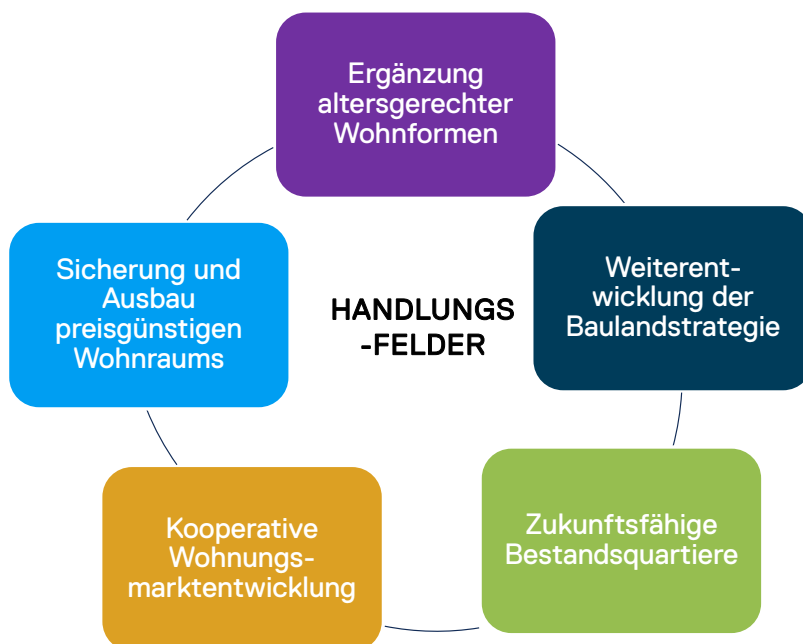 Ergänzung
altersgerechter
Wohnformen
Weiterent-
wicklung der
Baulandstrategie
Zukunftsfähige
Bestandsquartiere
Kooperative
Wohnungs-
marktentwicklung
Sicherung und
Ausbau
preisgünstigen
Wohnraums
HANDLUNGS
-FELDER